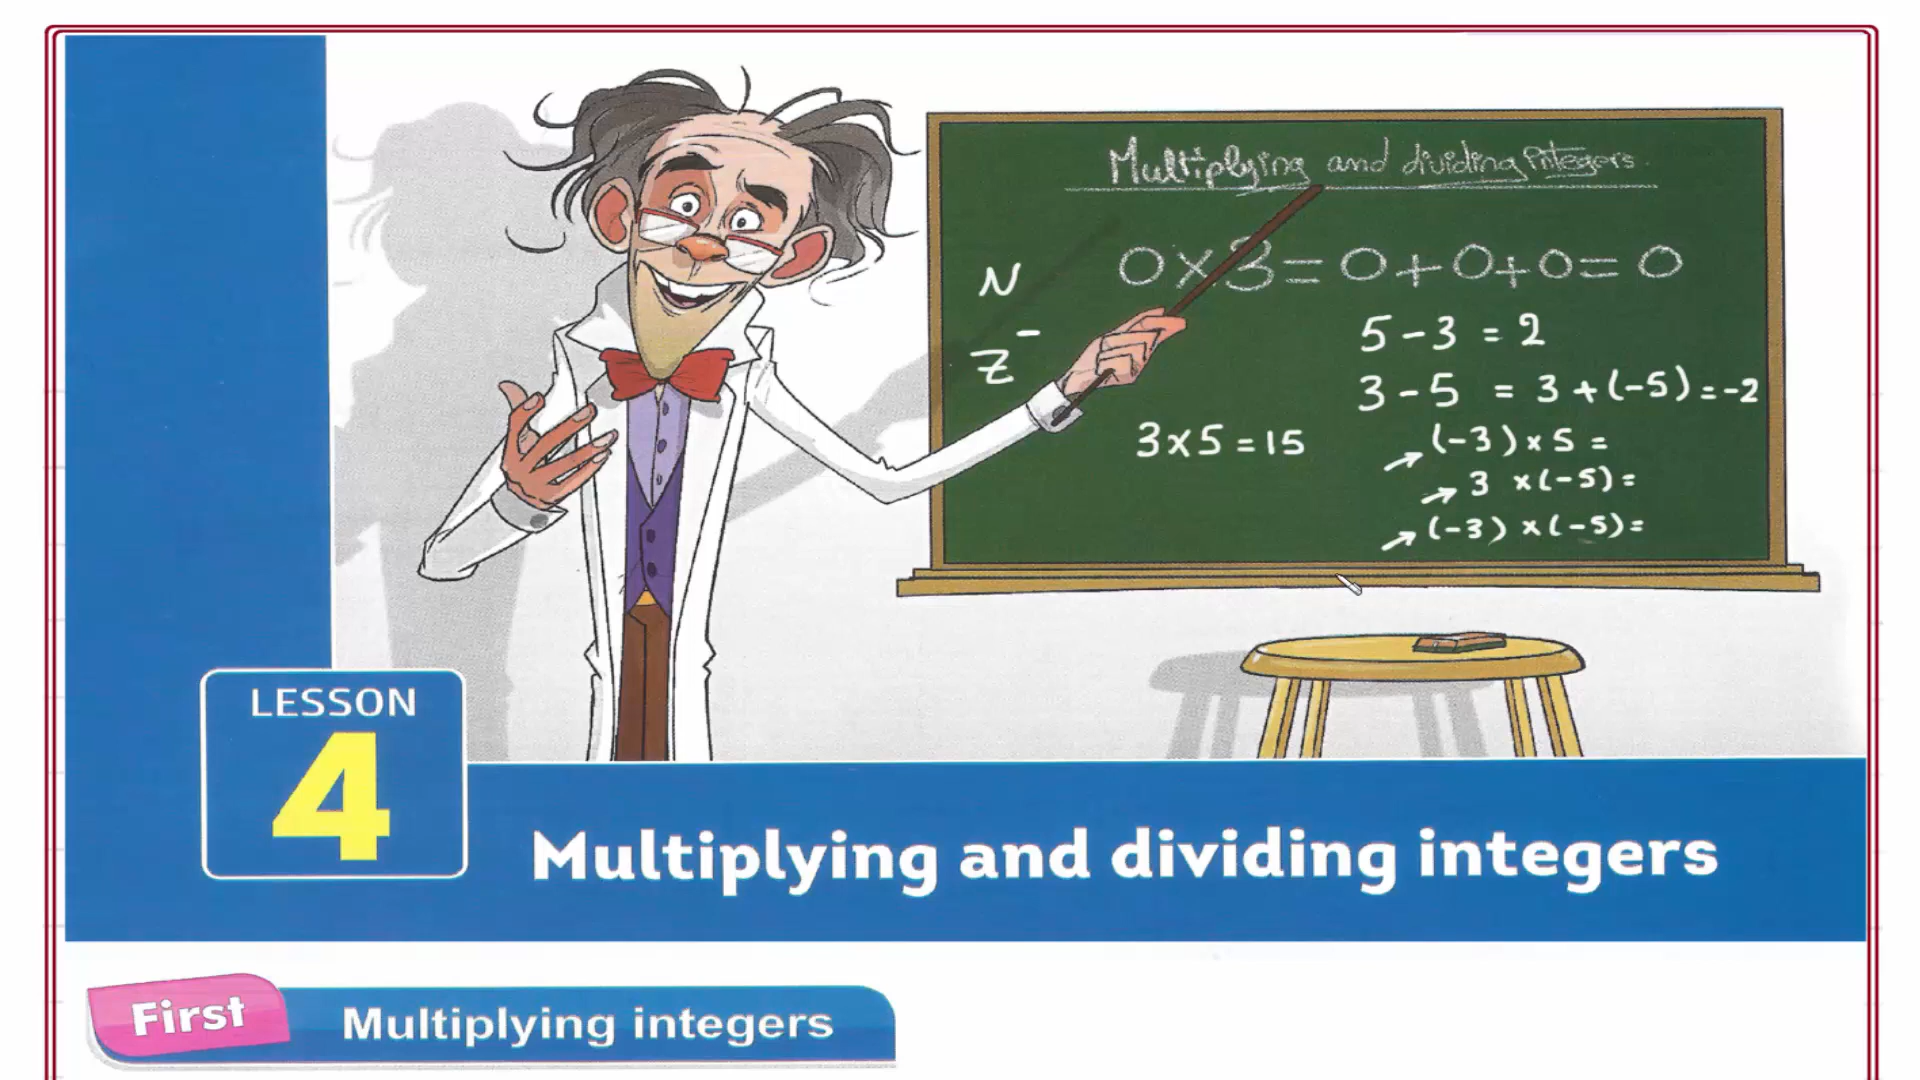 Multiplying and dividing integers
0 × 3 = 0 + 0 + 0 = 0
N
5 - 3 = 2
Z⁻
3 - 5 = 3 + (-5) = -2
3 × 5 = 15
→ (-3) × 5 =
→ 3 × (-5) =
→ (-3) × (-5) =
LESSON
4
Multiplying and dividing integers
First
Multiplying integers